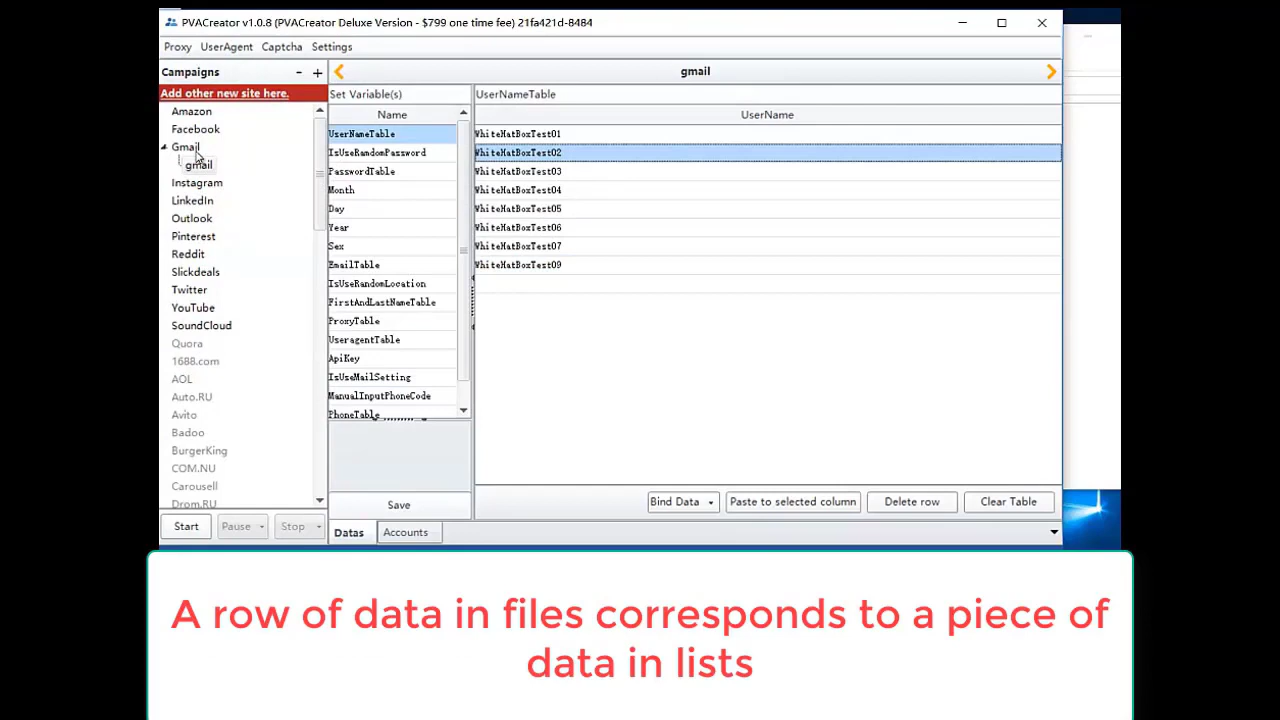 PVACreator v1.0.8 (PVACreator Deluxe Version - $799 one time fee) 21fa421d-8484
Proxy UserAgent Captcha Settings
Campaigns - +
gmail
Add other new site here.
Amazon
Facebook
Gmail
gmail
Instagram
LinkedIn
Outlook
Pinterest
Reddit
Slickdeals
Twitter
YouTube
SoundCloud
Quora
1688.com
AOL
Auto.RU
Avito
Badoo
BurgerKing
COM.NU
Carousell
Drom.RU
Start Pause Stop
Set Variable(s)
Name
UserNameTable
IsUseRandomPassword
PasswordTable
Month
Day
Year
Sex
EmailTable
IsUseRandomLocation
FirstAndLastNameTable
ProxyTable
UseragentTable
ApiKey
IsUseMailSetting
ManualInputPhoneCode
PhoneTable
Save
Datas Accounts
UserNameTable
UserName
WhiteHatBoxTest01
WhiteHatBoxTest02
WhiteHatBoxTest03
WhiteHatBoxTest04
WhiteHatBoxTest05
WhiteHatBoxTest06
WhiteHatBoxTest07
WhiteHatBoxTest09
Bind Data Paste to selected column Delete row Clear Table
A row of data in files corresponds to a piece of
data in lists